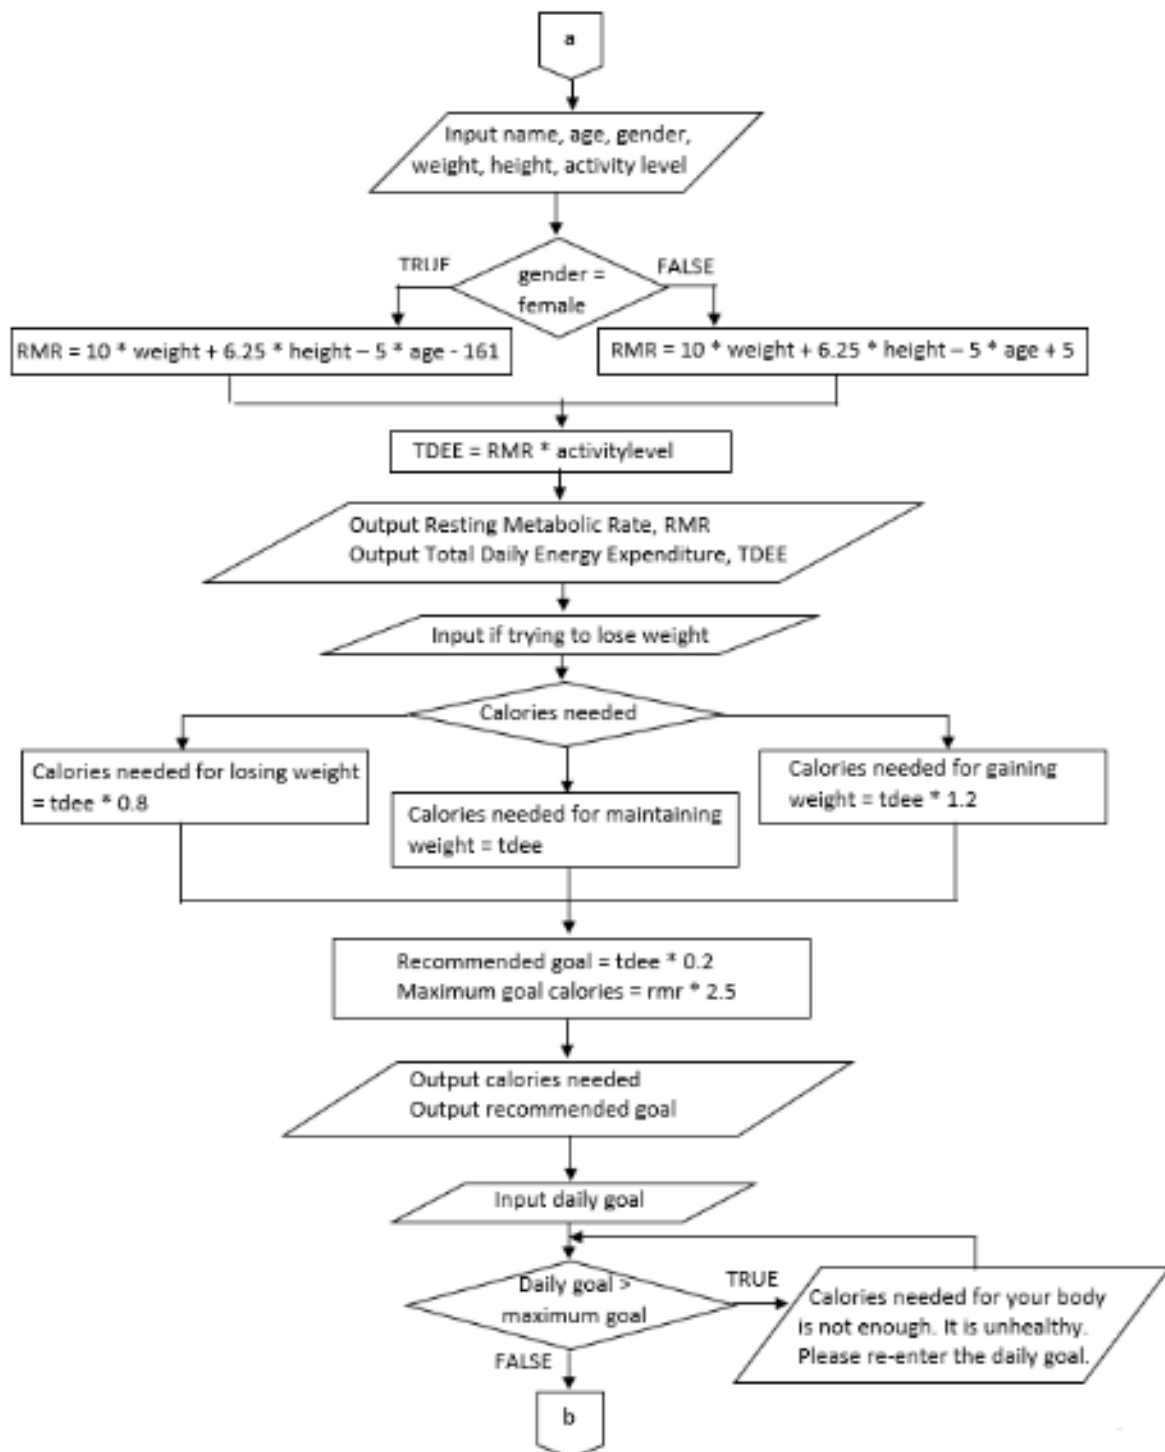 a
Input name, age, gender,
weight, height, activity level
TRUE
FALSE
gender =
female
RMR = 10 * weight + 6.25 * height – 5 * age - 161
RMR = 10 * weight + 6.25 * height – 5 * age + 5
TDEE = RMR * activitylevel
Output Resting Metabolic Rate, RMR
Output Total Daily Energy Expenditure, TDEE
Input if trying to lose weight
Calories needed
Calories needed for losing weight
= tdee * 0.8
Calories needed for maintaining
weight = tdee
Calories needed for gaining
weight = tdee * 1.2
Recommended goal = tdee * 0.2
Maximum goal calories = rmr * 2.5
Output calories needed
Output recommended goal
Input daily goal
Daily goal >
maximum goal
TRUE
Calories needed for your body
is not enough. It is unhealthy.
Please re-enter the daily goal.
FALSE
b